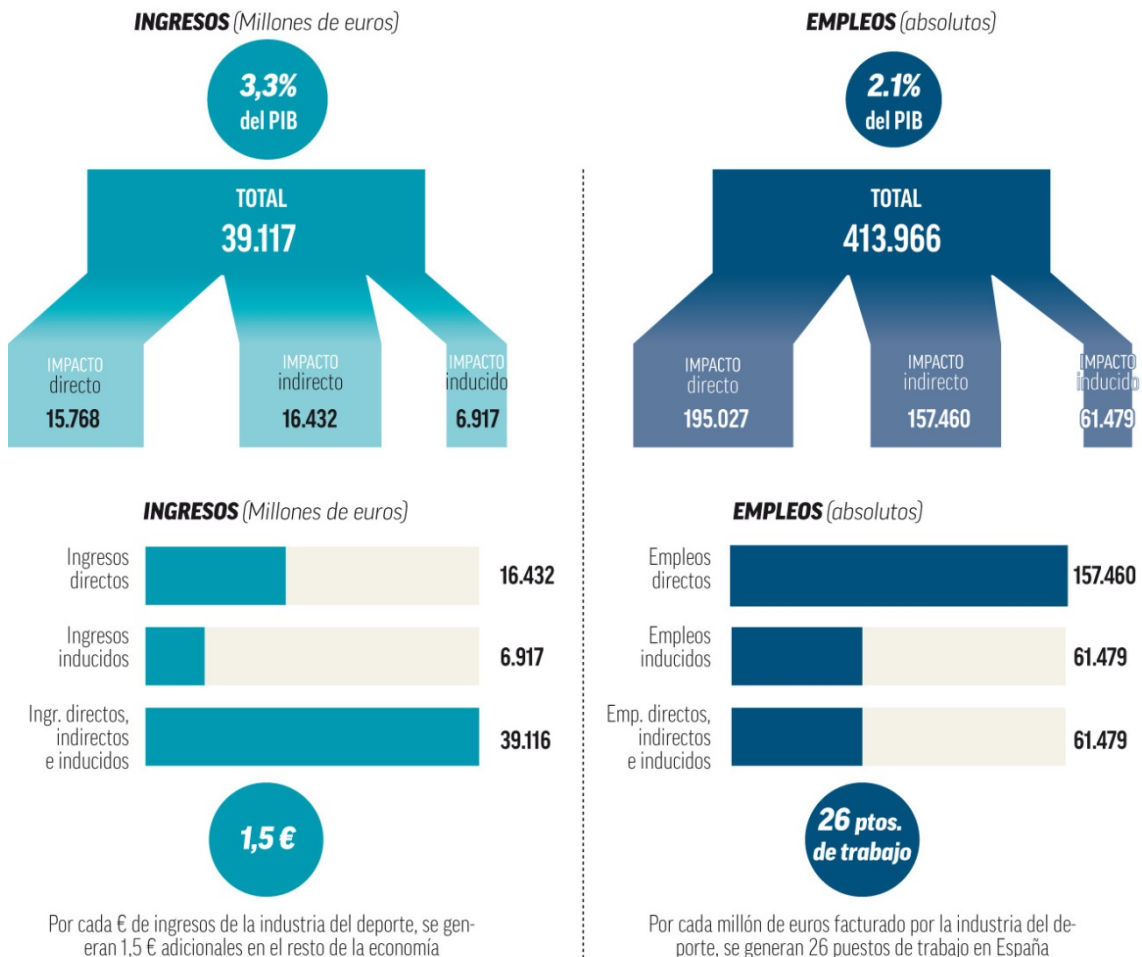 INGRESOS (Millones de euros)
3,3%
del PIB
TOTAL
39.117
IMPACTO
directo
15.768
IMPACTO
indirecto
16.432
IMPACTO
inducido
6.917
INGRESOS (Millones de euros)
Ingresos
directos
16.432
Ingresos
inducidos
6.917
Ingr. directos,
indirectos
e inducidos
39.116
1,5 €
Por cada € de ingresos de la industria del deporte, se gen-
eran 1,5 € adicionales en el resto de la economía
EMPLEOS (absolutos)
2.1%
del PIB
TOTAL
413.966
IMPACTO
directo
195.027
IMPACTO
indirecto
157.460
IMPACTO
inducido
61.479
EMPLEOS (absolutos)
Empleos
directos
157.460
Empleos
inducidos
61.479
Emp. directos,
indirectos
e inducidos
61.479
26 ptos.
de trabajo
Por cada millón de euros facturado por la industria del de-
porte, se generan 26 puestos de trabajo en España